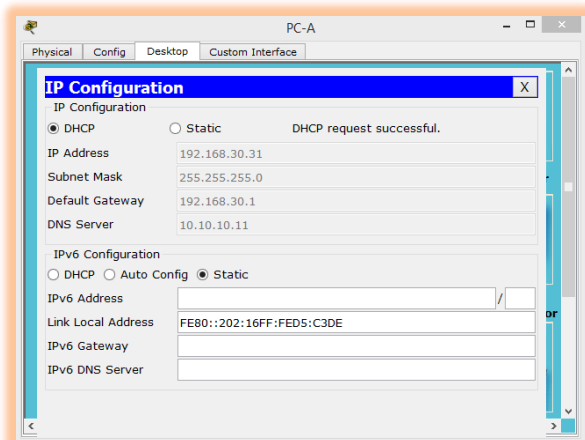 PC-A
Physical Config Desktop Custom Interface
IP Configuration X
IP Configuration
DHCP Static DHCP request successful.
IP Address 192.168.30.31
Subnet Mask 255.255.255.0
Default Gateway 192.168.30.1
DNS Server 10.10.10.11
IPv6 Configuration
DHCP Auto Config Static
IPv6 Address /
Link Local Address FE80::202:16FF:FED5:C3DE
IPv6 Gateway
IPv6 DNS Server
or